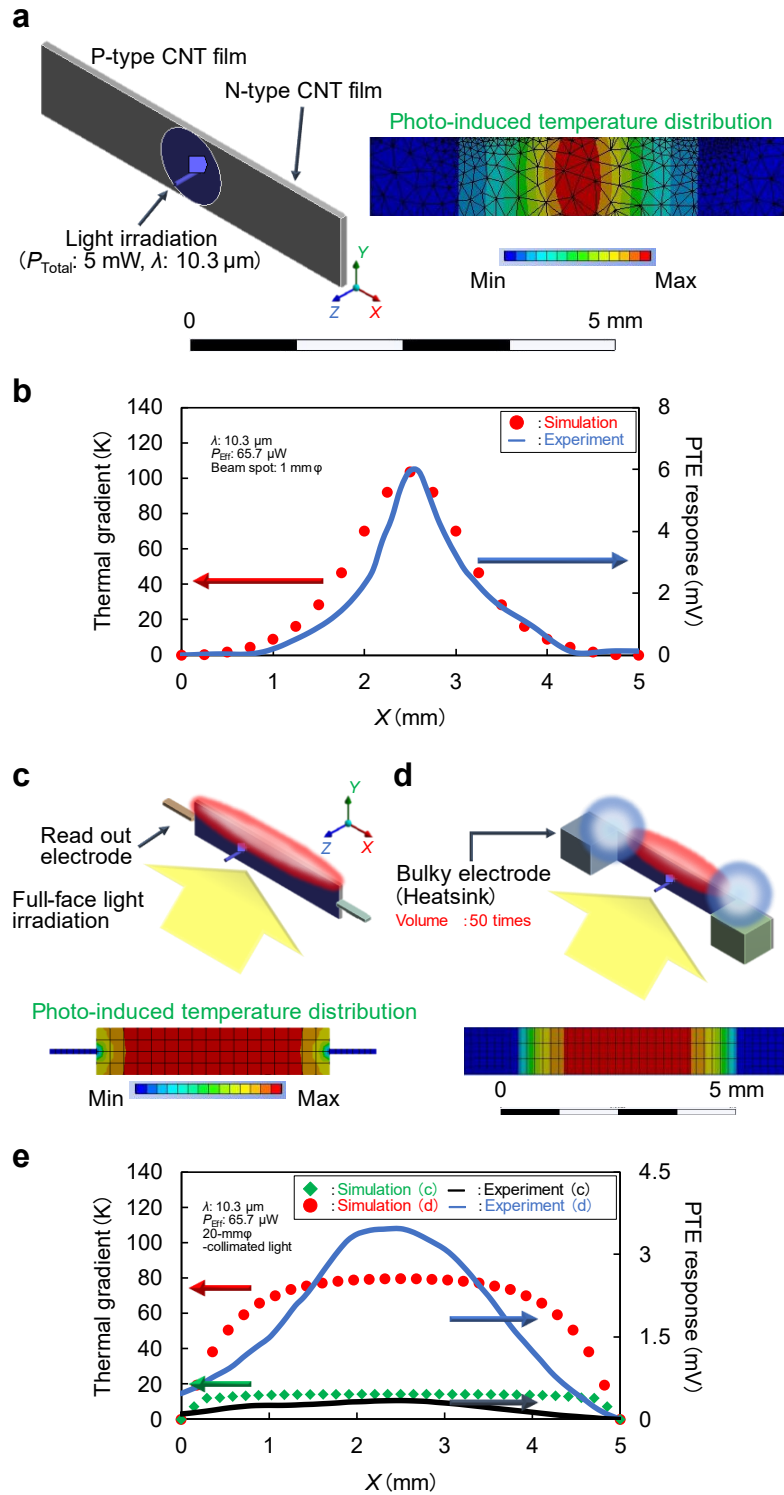 a
P-type CNT film
N-type CNT film
Photo-induced temperature distribution
Light irradiation
(PTotal: 5 mW, λ: 10.3 μm)
Min
Max
Y
Z
X
0
5 mm
b
140
120
100
80
60
40
20
0
Thermal gradient (K)
λ: 10.3 μm
PEff: 65.7 μW
Beam spot: 1 mm φ
: Simulation
: Experiment
8
6
4
2
0
PTE response (mV)
0
1
2
3
4
5
X (mm)
c
Read out
electrode
Full-face light
irradiation
Y
Z
X
d
Bulky electrode
(Heatsink)
Volume : 50 times
Photo-induced temperature distribution
Min
Max
0
5 mm
e
140
120
100
80
60
40
20
0
Thermal gradient (K)
λ: 10.3 μm
PEff: 65.7 μW
20-mmφ
-collimated light
: Simulation (c)
: Experiment (c)
: Simulation (d)
: Experiment (d)
4.5
3
1.5
0
PTE response (mV)
0
1
2
3
4
5
X (mm)